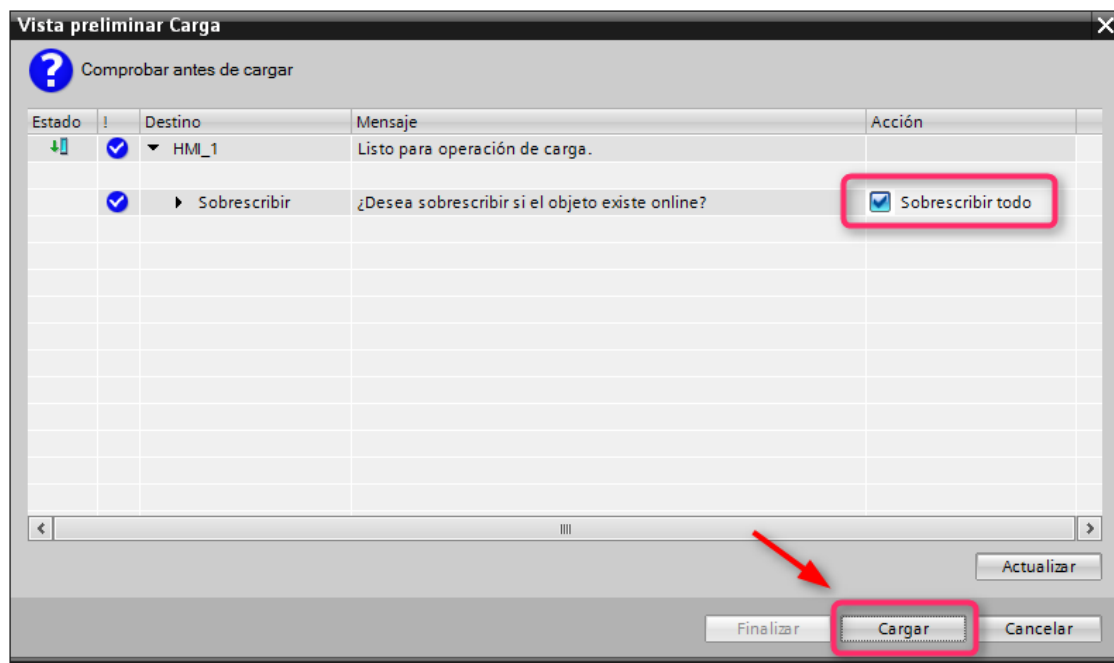 Vista preliminar Carga
Comprobar antes de cargar
Estado ! Destino Mensaje Acción
HMI_1 Listo para operación de carga.
Sobrescribir ¿Desea sobrescribir si el objeto existe online? Sobrescribir todo
Actualizar
Finalizar Cargar Cancelar